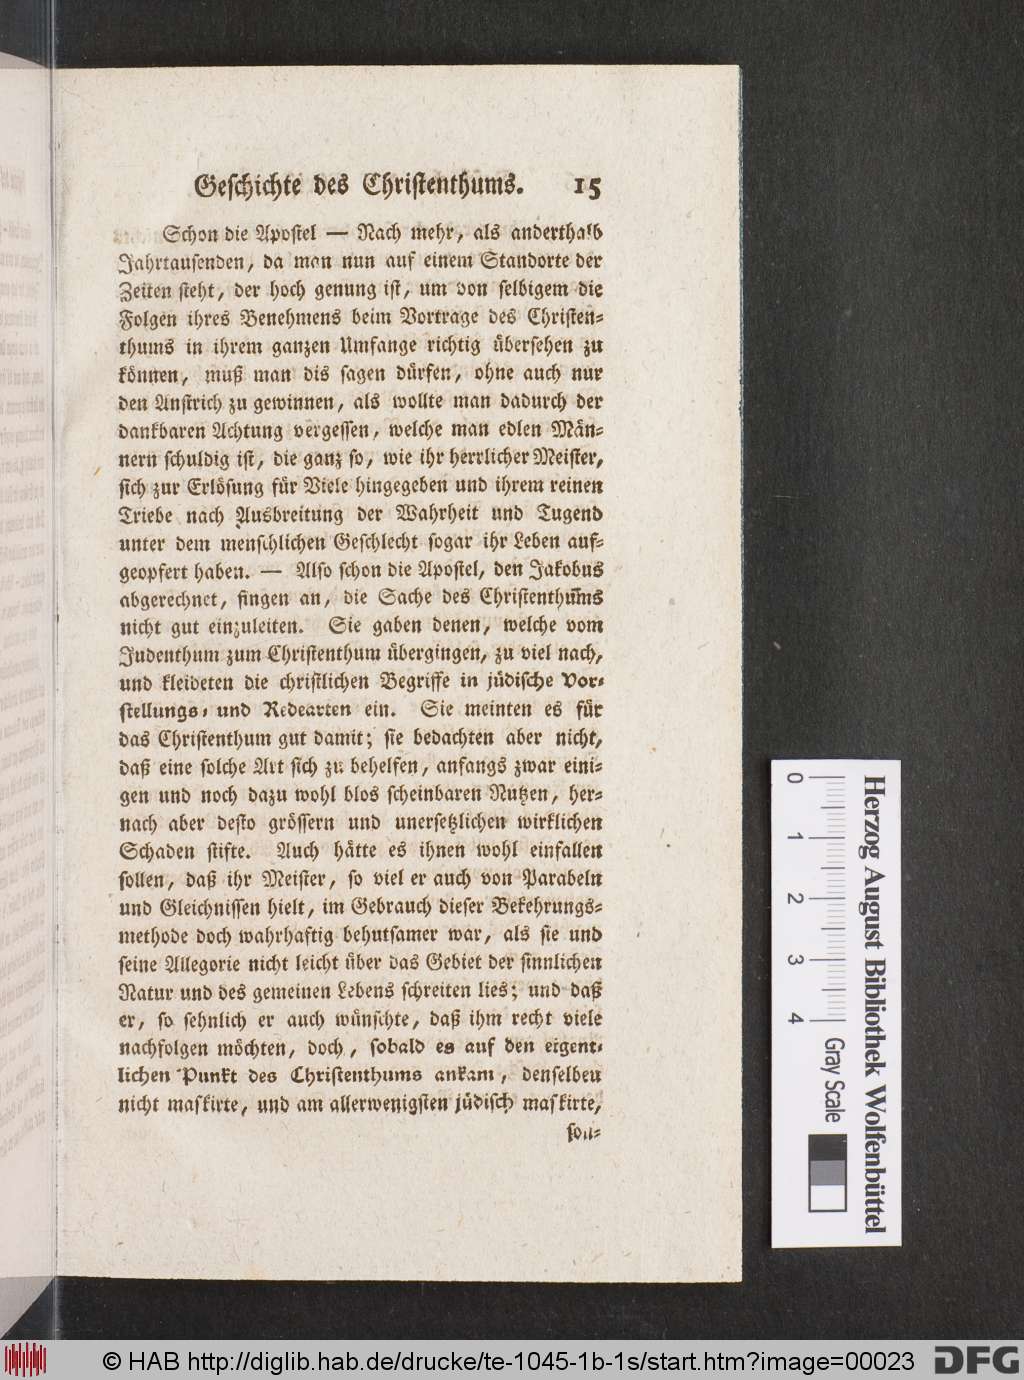 Geschichte des Christenthums. 15
Schon die Apostel — Nach mehr, als anderthalb
Jahrtausenden, da man nun auf einem Standorte der
Zeiten steht, der hoch genung ist, um von selbigem die
Folgen ihres Benehmens beim Vortrage des Christen-
thums in ihrem ganzen Umfange richtig übersehen zu
können, muß man dis sagen dürfen, ohne auch nur
den Anstrich zu gewinnen, als wollte man dadurch der
dankbaren Achtung vergessen, welche man edlen Män-
nern schuldig ist, die ganz so, wie ihr herrlicher Meister,
sich zur Erlösung für Viele hingegeben und ihrem reinen
Triebe nach Ausbreitung der Wahrheit und Tugend
unter dem menschlichen Geschlecht sogar ihr Leben auf-
geopfert haben. — Also schon die Apostel, den Jakobus
abgerechnet, fingen an, die Sache des Christenthums
nicht gut einzuleiten. Sie gaben denen, welche vom
Judenthum zum Christenthum übergingen, zu viel nach,
und kleideten die christlichen Begriffe in jüdische Vor-
stellungs- und Redearten ein. Sie meinten es für
das Christenthum gut damit; sie bedachten aber nicht,
daß eine solche Art sich zu behelfen, anfangs zwar eini-
gen und noch dazu wohl blos scheinbaren Nutzen, her-
nach aber desto grössern und unersetzlichen wirklichen
Schaden stifte. Auch hätte es ihnen wohl einfallen
sollen, daß ihr Meister, so viel er auch von Parabeln
und Gleichnissen hielt, im Gebrauch dieser Bekehrungs-
methode doch wahrhaftig behutsamer war, als sie und
seine Allegorie nicht leicht über das Gebiet der sinnlichen
Natur und des gemeinen Lebens schreiten lies; und daß
er, so sehnlich er auch wünschte, daß ihm recht viele
nachfolgen möchten, doch, sobald es auf den eigent-
lichen Punkt des Christenthums ankam, denselben
nicht maskirte, und am allerwenigsten jüdisch maskirte,
son-
0 1 2 3 4 Gray Scale
Herzog August Bibliothek Wolfenbüttel
© HAB http://diglib.hab.de/drucke/te-1045-1b-1s/start.htm?image=00023
DFG